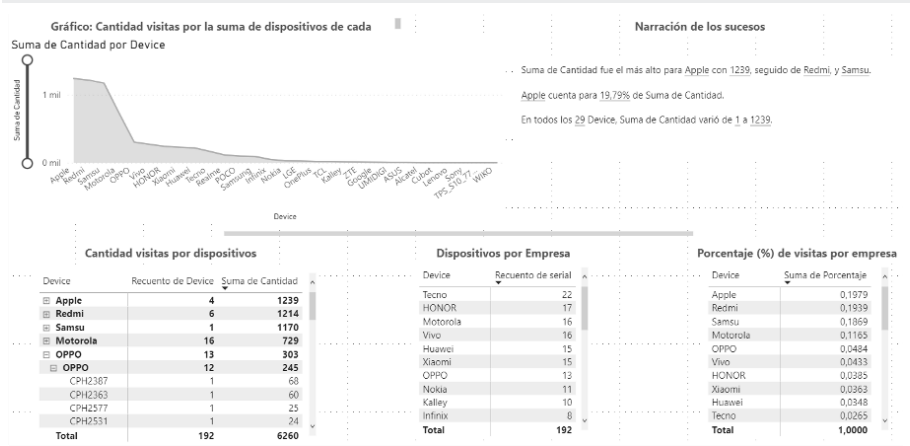 Gráfico: Cantidad visitas por la suma de dispositivos de cada
Narración de los sucesos
Suma de Cantidad por Device
Suma de Cantidad
1 mil
0 mil
Apple
Redmi
Samsu
Motorola
OPPO
Vivo
HONOR
Xiaomi
Huawei
Tecno
Realme
POCO
Samsung
Infinix
Nokia
LGE
OnePlus
TCL
Kalley
ZTE
Google
UMIDIGI
ASUS
Alcatel
Cubot
Lenovo
Sony
TPS_S10_77_...
WIKO
Device
Suma de Cantidad fue el más alto para Apple con 1239, seguido de Redmi, y Samsu.
Apple cuenta para 19,79% de Suma de Cantidad.
En todos los 29 Device, Suma de Cantidad varió de 1 a 1239.
Cantidad visitas por dispositivos
Device Recuento de Device Suma de Cantidad
Apple 4 1239
Redmi 6 1214
Samsu 1 1170
Motorola 16 729
OPPO 13 303
OPPO 12 245
CPH2387 1 68
CPH2363 1 60
CPH2577 1 25
CPH2531 1 24
Total 192 6260
Dispositivos por Empresa
Device Recuento de serial
Tecno 22
HONOR 17
Motorola 16
Vivo 16
Huawei 15
Xiaomi 15
OPPO 13
Nokia 11
Kalley 10
Infinix 8
Total 192
Porcentaje (%) de visitas por empresa
Device Suma de Porcentaje
Apple 0,1979
Redmi 0,1939
Samsu 0,1869
Motorola 0,1165
OPPO 0,0484
Vivo 0,0433
HONOR 0,0385
Xiaomi 0,0363
Huawei 0,0348
Tecno 0,0265
Total 1,0000